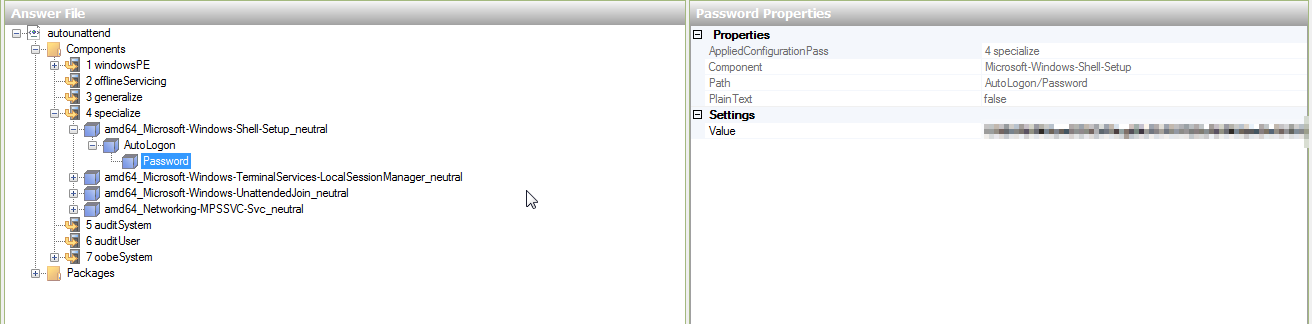 Answer File
autounattend
Components
1 windowsPE
2 offlineServicing
3 generalize
4 specialize
amd64_Microsoft-Windows-Shell-Setup_neutral
AutoLogon
Password
amd64_Microsoft-Windows-TerminalServices-LocalSessionManager_neutral
amd64_Microsoft-Windows-UnattendedJoin_neutral
amd64_Networking-MPSSVC-Svc_neutral
5 auditSystem
6 auditUser
7 oobeSystem
Packages
Password Properties
Properties
AppliedConfigurationPass 4 specialize
Component Microsoft-Windows-Shell-Setup
Path AutoLogon/Password
PlainText false
Settings
Value